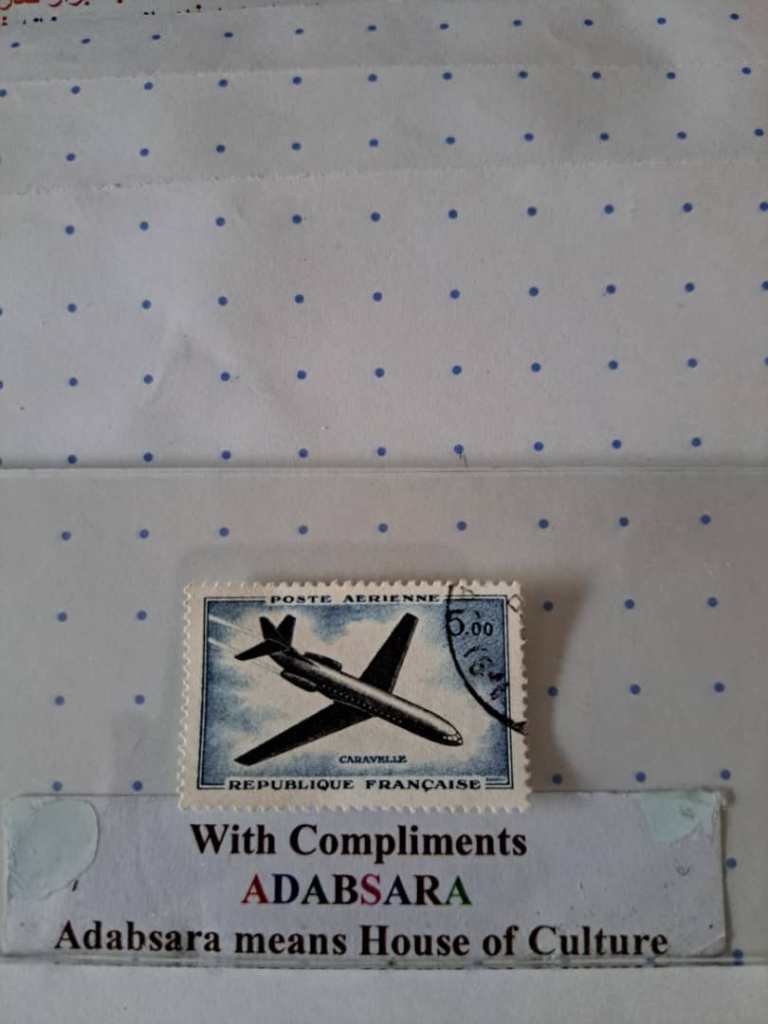 POSTE AERIENNE
5.00
CARAVELLE
REPUBLIQUE FRANÇAISE
With Compliments
ADABSARA
Adabsara means House of Culture